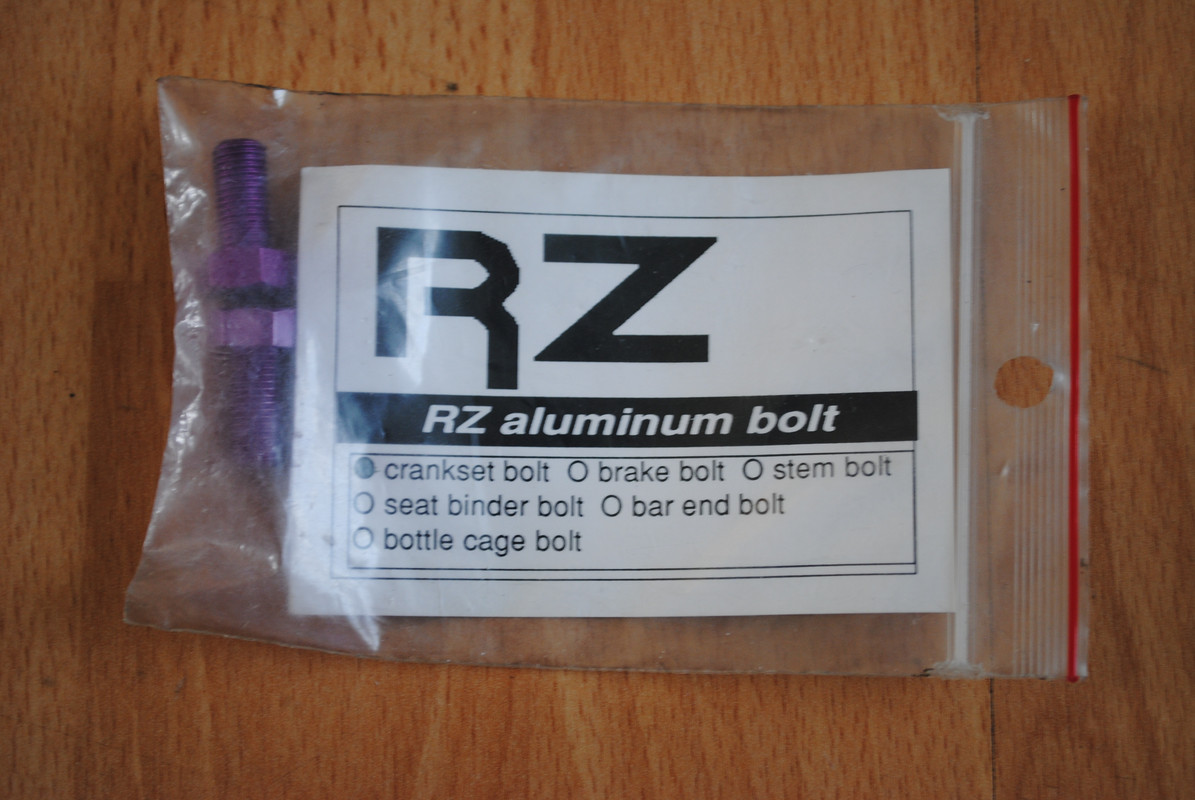 RZ
RZ aluminum bolt
● crankset bolt O brake bolt O stem bolt
O seat binder bolt O bar end bolt
O bottle cage bolt